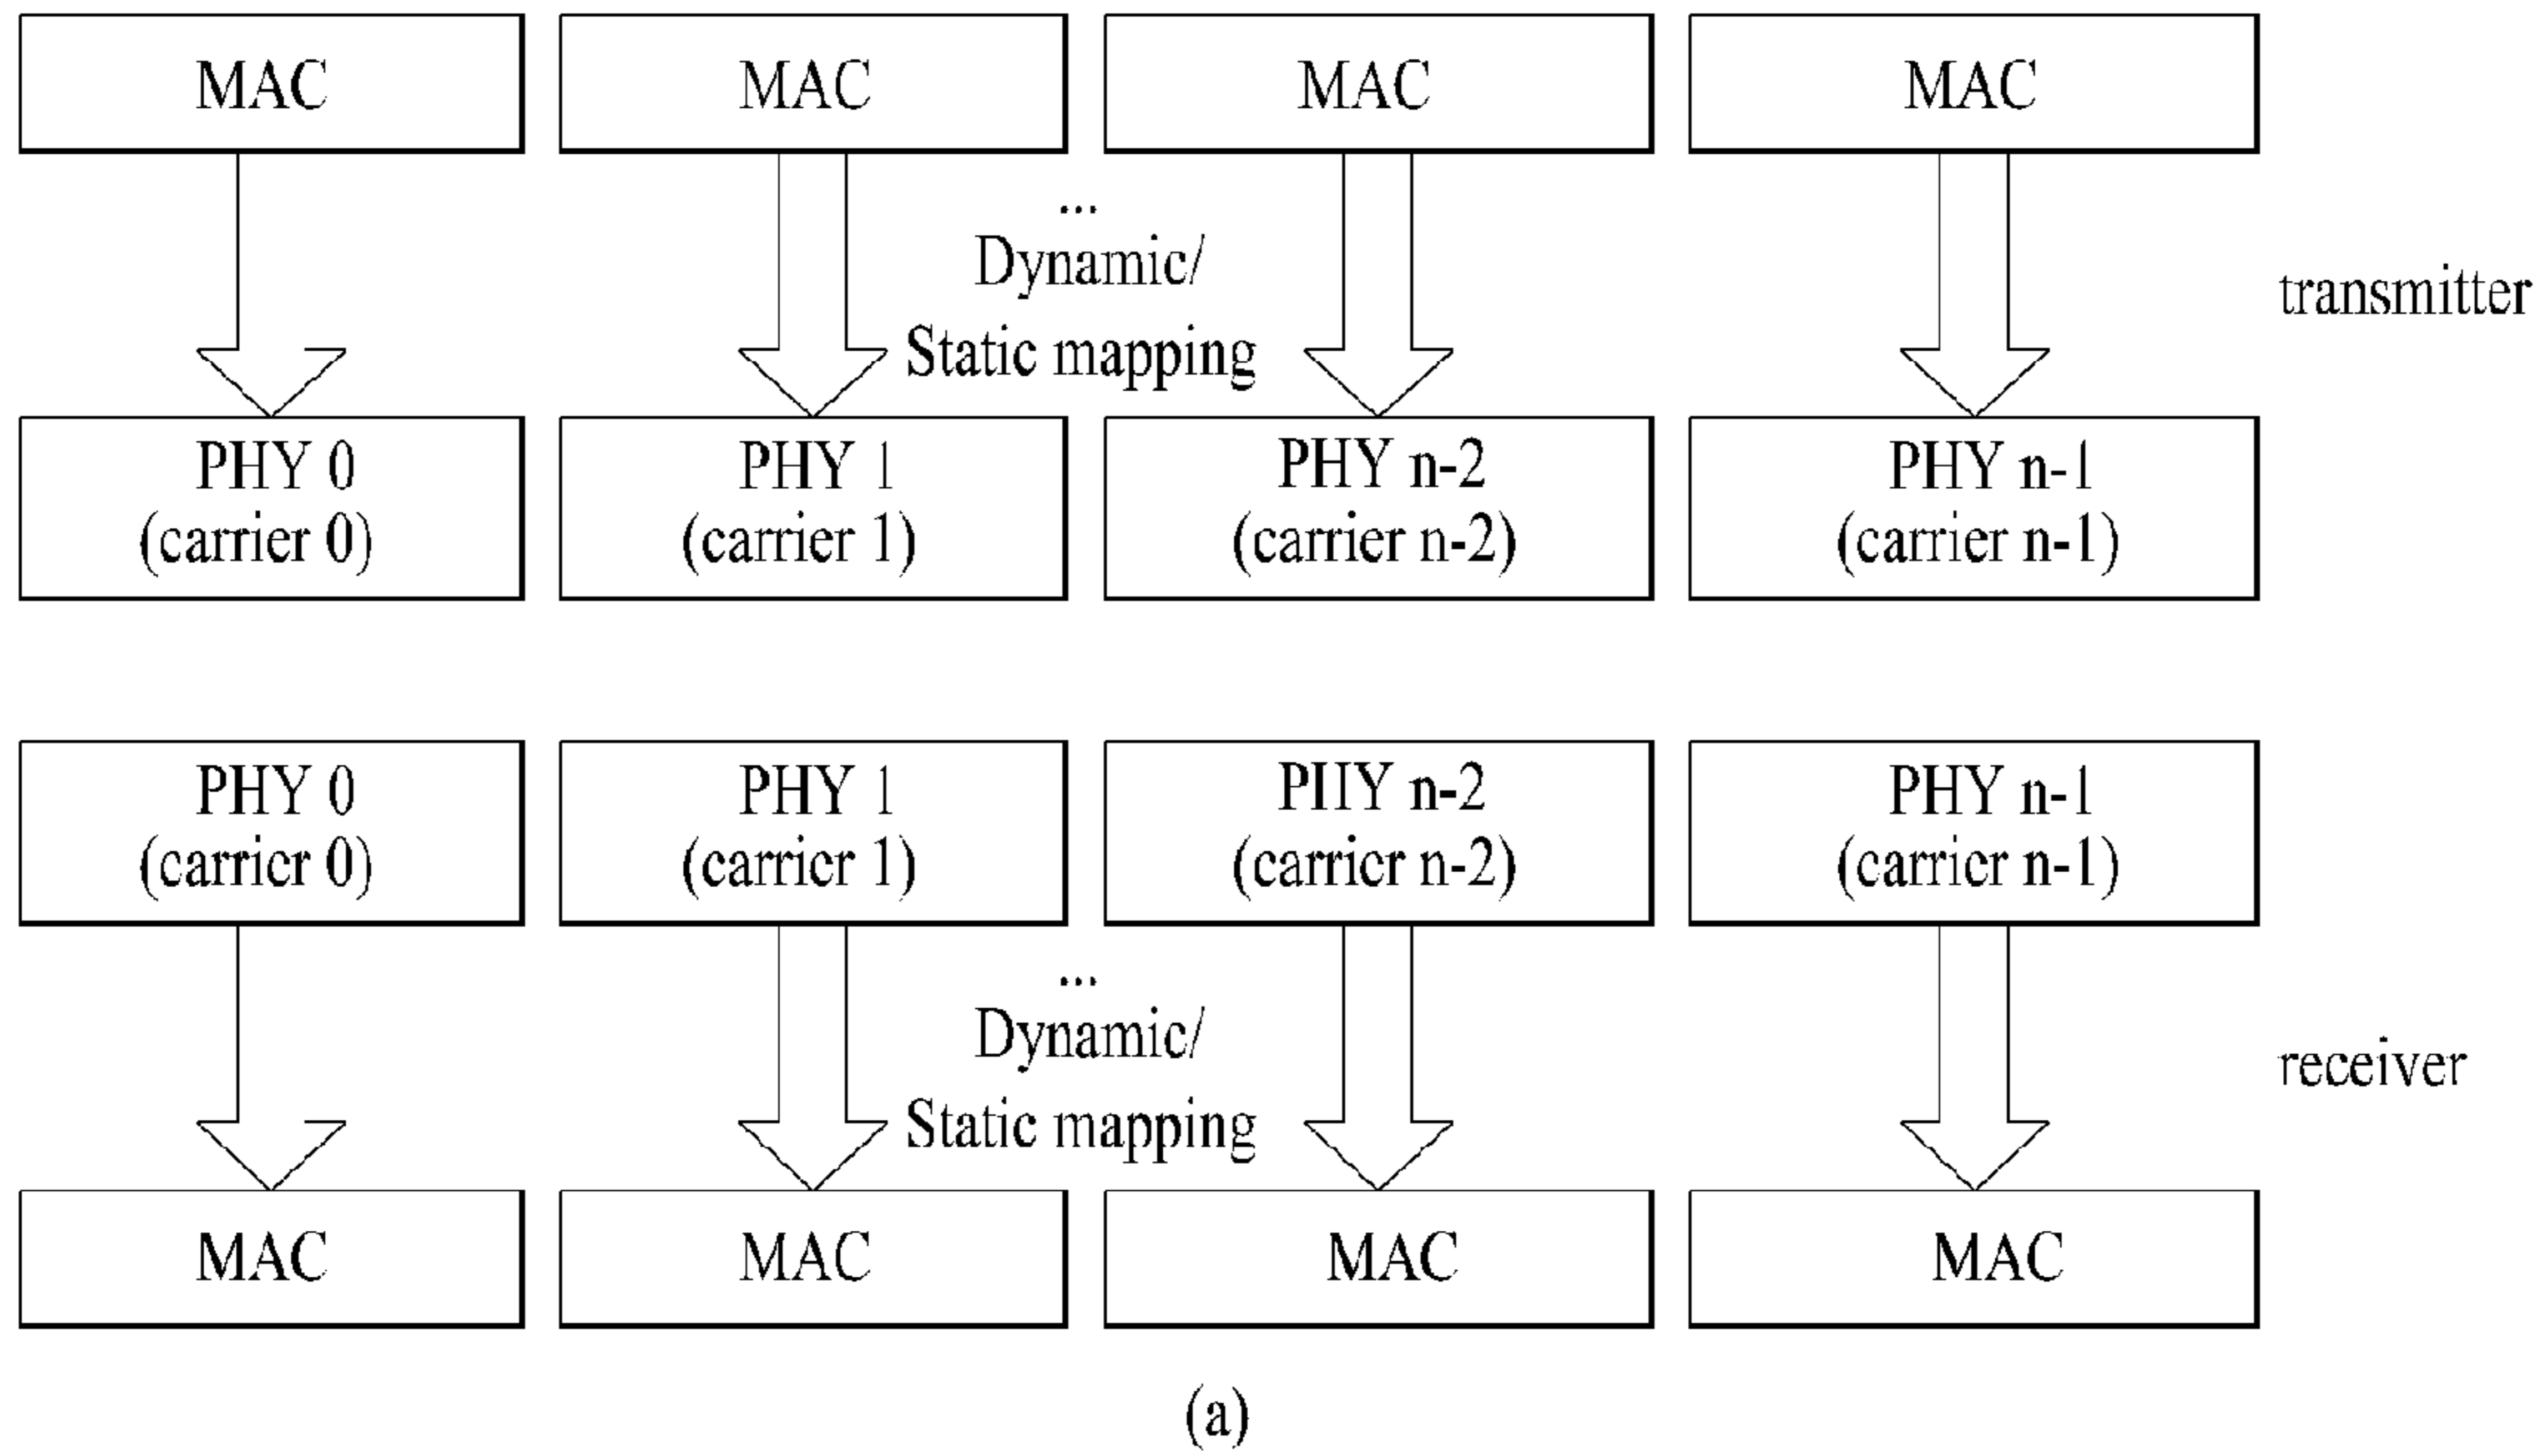 MAC MAC MAC MAC
...
Dynamic/
Static mapping
transmitter
PHY 0 PHY 1 PHY n-2 PHY n-1
(carrier 0) (carrier 1) (carrier n-2) (carrier n-1)
PHY 0 PHY 1 PHY n-2 PHY n-1
(carrier 0) (carrier 1) (carrier n-2) (carrier n-1)
...
Dynamic/
Static mapping
receiver
MAC MAC MAC MAC
(a)